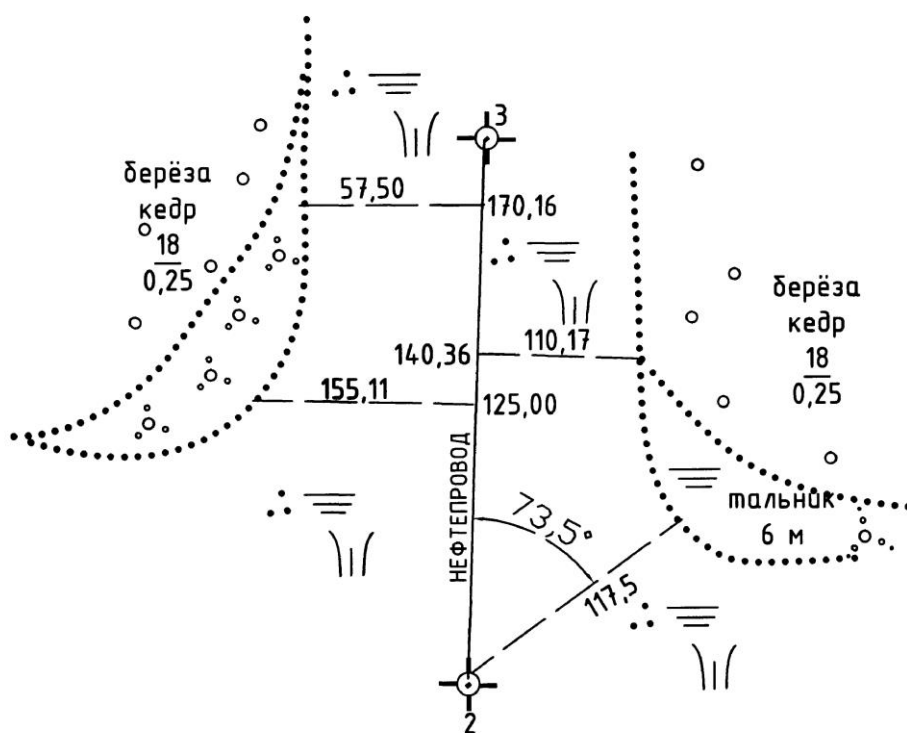 3
берёза
кедр
18
0,25
57,50
170,16
берёза
кедр
18
0,25
140,36
110,17
155,11
125,00
НЕФТЕПРОВОД
73,5°
тальник
6 м
117,5
2